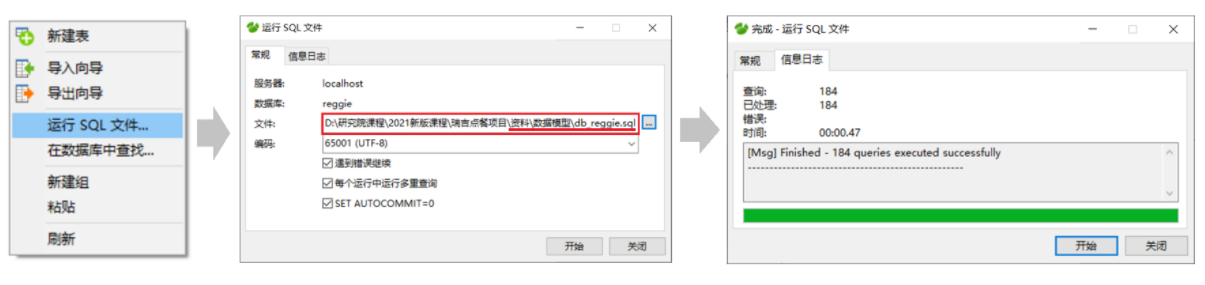 新建表
导入向导
导出向导
运行 SQL 文件...
在数据库中查找...
新建组
粘贴
刷新
运行 SQL 文件
常规 信息日志
服务器: localhost
数据库: reggie
文件: D:\研究院课程\2021新版课程\瑞吉点餐项目\资料\数据模型\db_reggie.sql ...
编码: 65001 (UTF-8)
遇到错误继续
每个运行中运行多重查询
SET AUTOCOMMIT=0
开始 关闭
完成 - 运行 SQL 文件
常规 信息日志
查询: 184
已处理: 184
错误:
时间: 00:00.47
[Msg] Finished - 184 queries executed successfully
--------------------------------------------------
开始 关闭